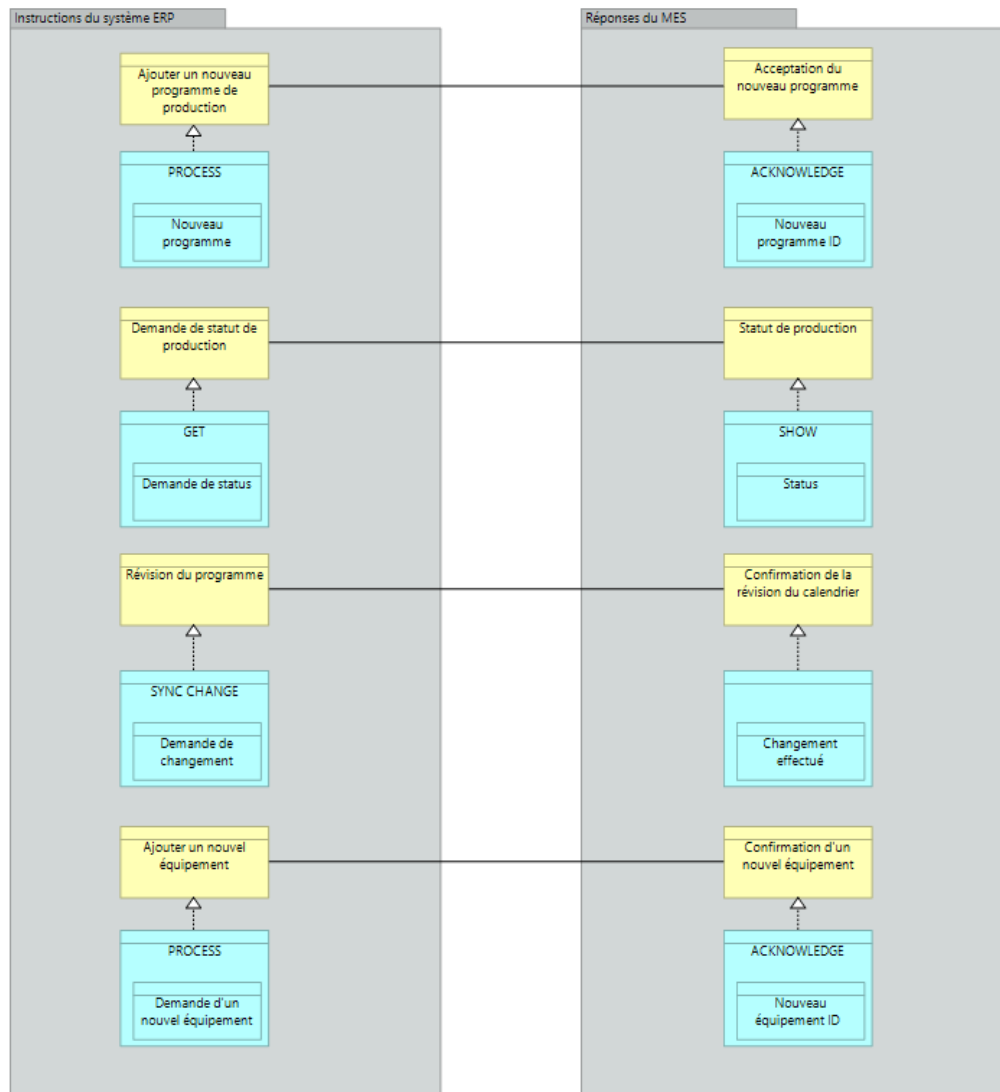 Instructions du système ERP
Réponses du MES
Ajouter un nouveau
programme de
production
Acceptation du
nouveau programme
PROCESS
Nouveau
programme
ACKNOWLEDGE
Nouveau
programme ID
Demande de statut de
production
Statut de production
GET
Demande de status
SHOW
Status
Révision du programme
Confirmation de la
révision du calendrier
SYNC CHANGE
Demande de
changement
Changement
effectué
Ajouter un nouvel
équipement
Confirmation d'un
nouvel équipement
PROCESS
Demande d'un
nouvel équipement
ACKNOWLEDGE
Nouveau
équipement ID